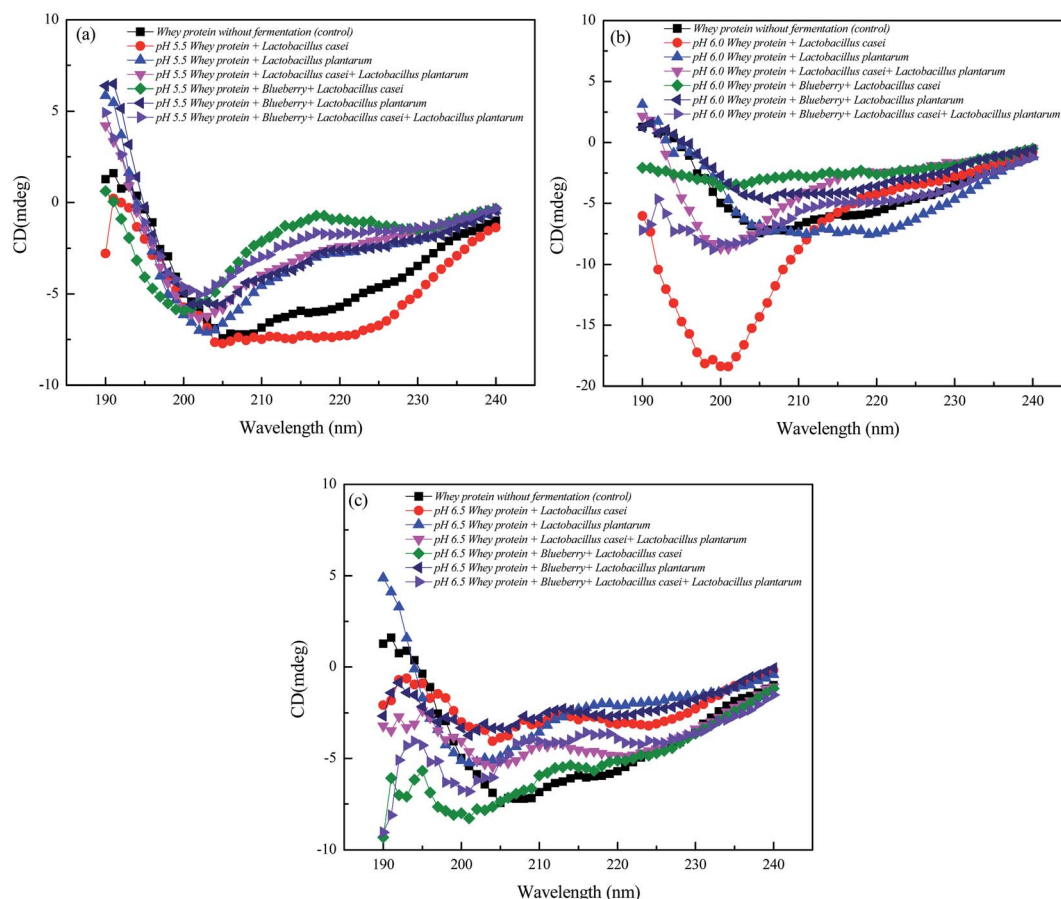 (a)
Whey protein without fermentation (control)
pH 5.5 Whey protein + Lactobacillus casei
pH 5.5 Whey protein + Lactobacillus plantarum
pH 5.5 Whey protein + Lactobacillus casei+ Lactobacillus plantarum
pH 5.5 Whey protein + Blueberry+ Lactobacillus casei
pH 5.5 Whey protein + Blueberry+ Lactobacillus plantarum
pH 5.5 Whey protein + Blueberry+ Lactobacillus casei+ Lactobacillus plantarum
10
5
0
-5
-10
CD(mdeg)
190 200 210 220 230 240
Wavelength (nm)
(b)
Whey protein without fermentation (control)
pH 6.0 Whey protein + Lactobacillus casei
pH 6.0 Whey protein + Lactobacillus plantarum
pH 6.0 Whey protein + Lactobacillus casei+ Lactobacillus plantarum
pH 6.0 Whey protein + Blueberry+ Lactobacillus casei
pH 6.0 Whey protein + Blueberry+ Lactobacillus plantarum
pH 6.0 Whey protein + Blueberry+ Lactobacillus casei+ Lactobacillus plantarum
10
5
0
-5
-10
-15
-20
CD(mdeg)
190 200 210 220 230 240
Wavelength (nm)
(c)
Whey protein without fermentation (control)
pH 6.5 Whey protein + Lactobacillus casei
pH 6.5 Whey protein + Lactobacillus plantarum
pH 6.5 Whey protein + Lactobacillus casei+ Lactobacillus plantarum
pH 6.5 Whey protein + Blueberry+ Lactobacillus casei
pH 6.5 Whey protein + Blueberry+ Lactobacillus plantarum
pH 6.5 Whey protein + Blueberry+ Lactobacillus casei+ Lactobacillus plantarum
10
5
0
-5
-10
CD(mdeg)
190 200 210 220 230 240
Wavelength (nm)